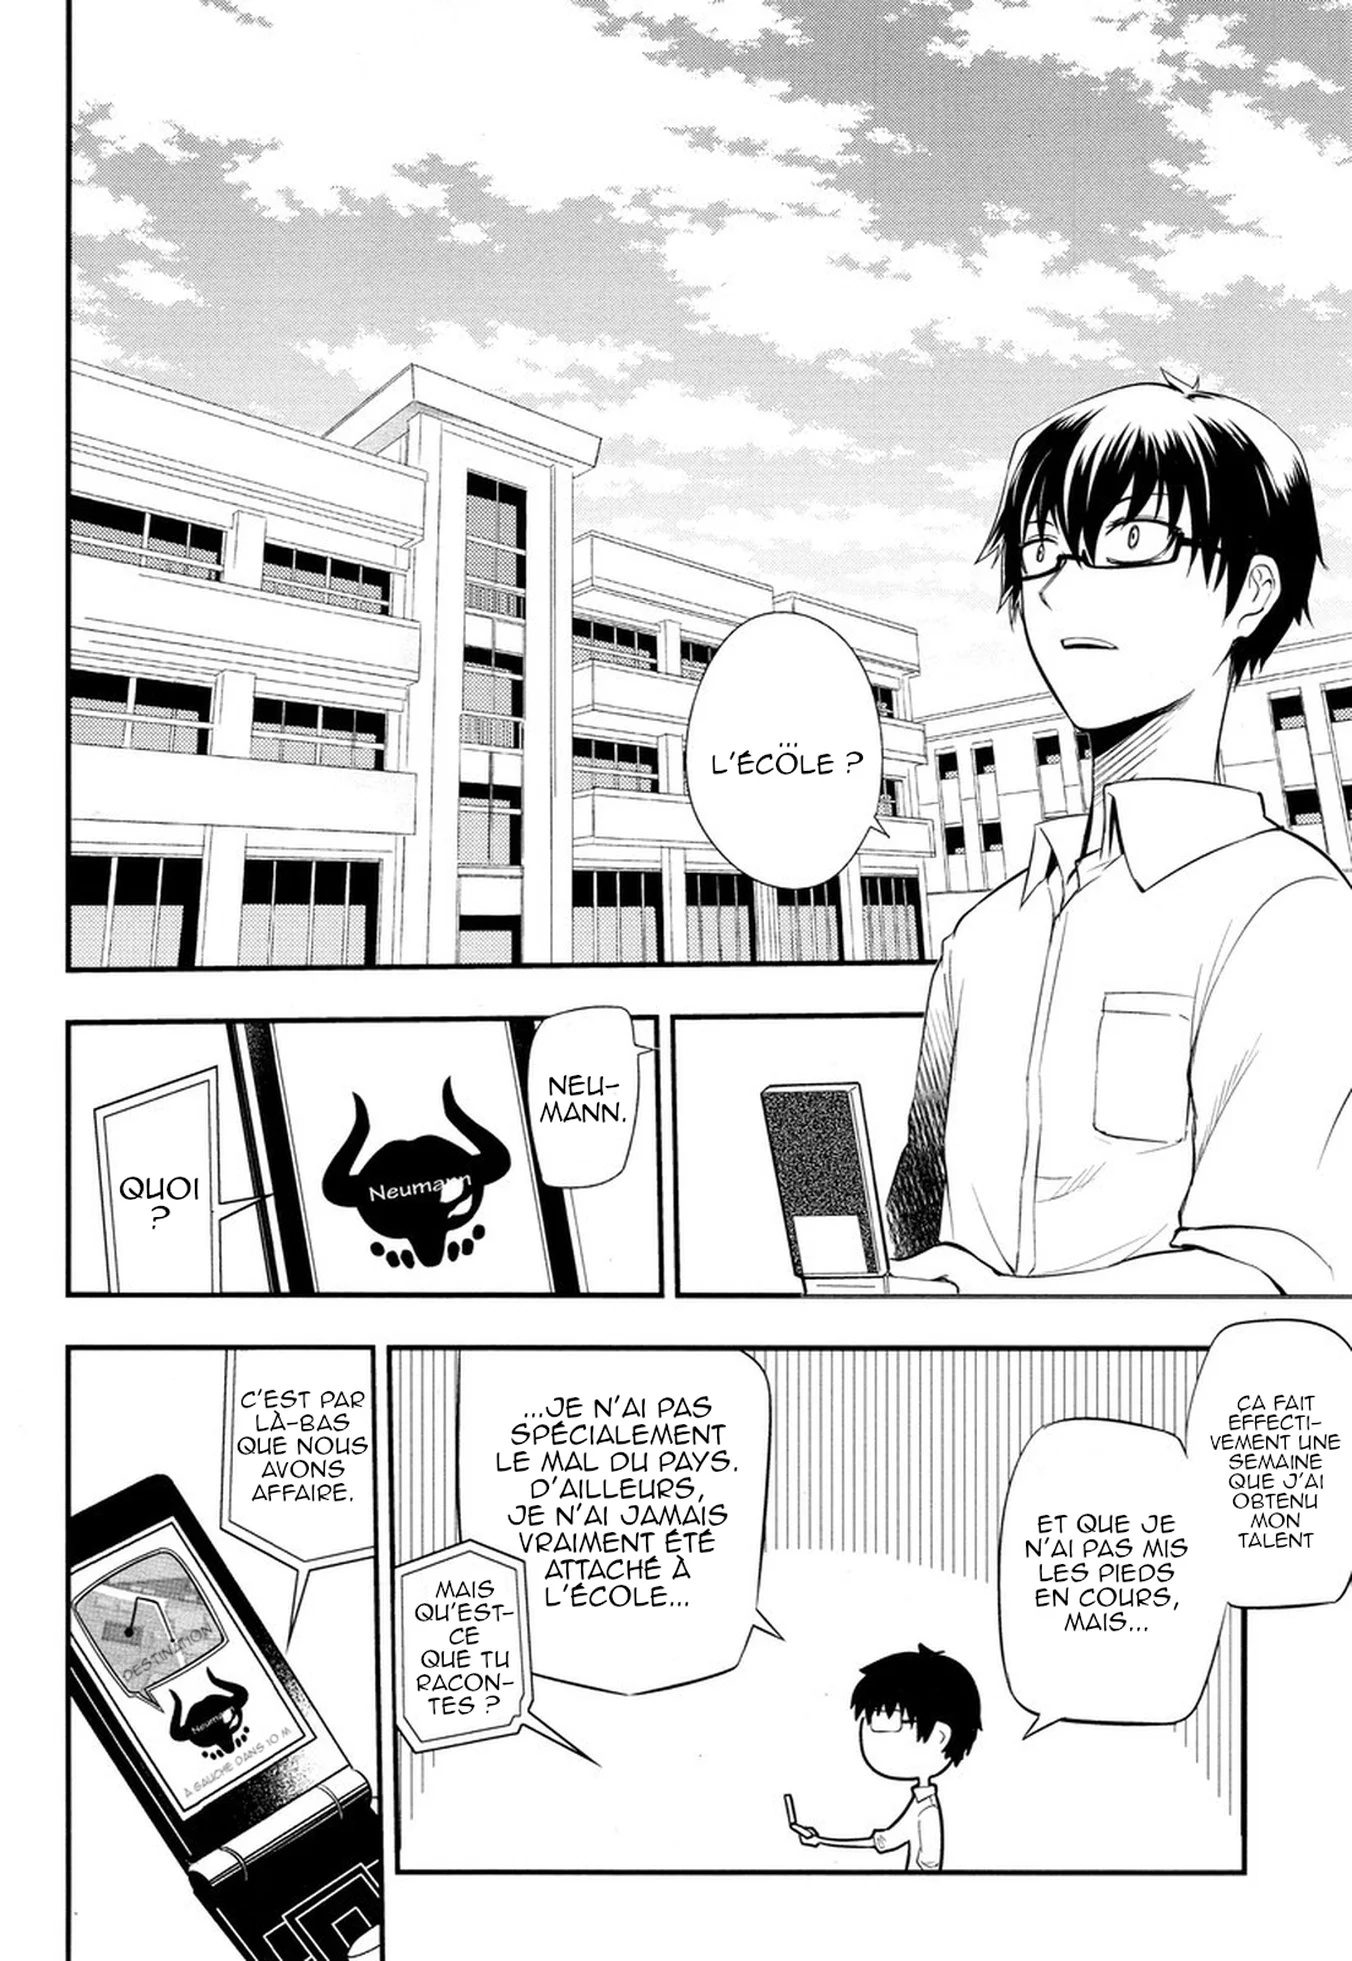 ...
L'ÉCOLE ?
NEU-
MANN.
Neumann
QUOI
?
ÇA FAIT
EFFECTI-
VEMENT UNE
SEMAINE
QUE J'AI
OBTENU
MON
TALENT
ET QUE JE
N'AI PAS MIS
LES PIEDS
EN COURS,
MAIS...
...JE N'AI PAS
SPÉCIALEMENT
LE MAL DU PAYS.
D'AILLEURS,
JE N'AI JAMAIS
VRAIMENT ÉTÉ
ATTACHÉ À
L'ÉCOLE...
MAIS
QU'EST-
CE
QUE TU
RACON-
TES ?
C'EST PAR
LÀ-BAS
QUE NOUS
AVONS
AFFAIRE.
DESTINATION
Neumann
À GAUCHE DANS 10 M